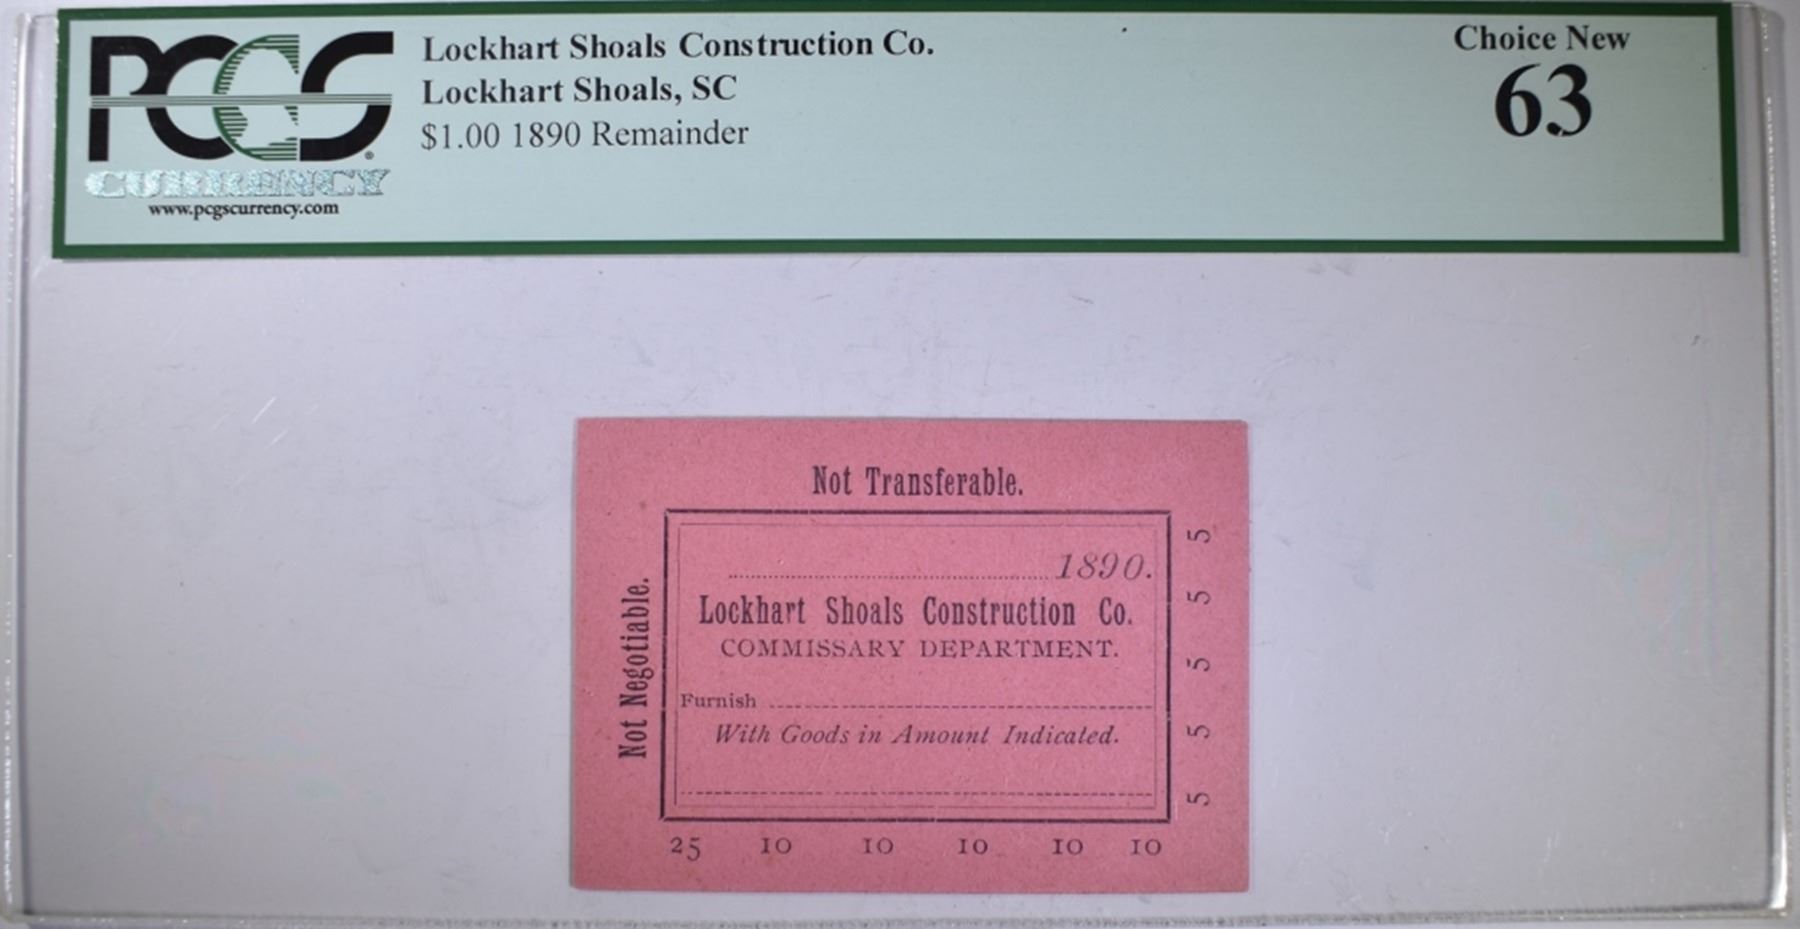 PCGS
CURRENCY
www.pcgscurrency.com
Lockhart Shoals Construction Co.
Lockhart Shoals, SC
$1.00 1890 Remainder
Choice New
63
Not Transferable.
Not Negotiable.
1890.
Lockhart Shoals Construction Co.
COMMISSARY DEPARTMENT.
Furnish
With Goods in Amount Indicated.
5
5
5
5
5
25 10 10 10 10 10